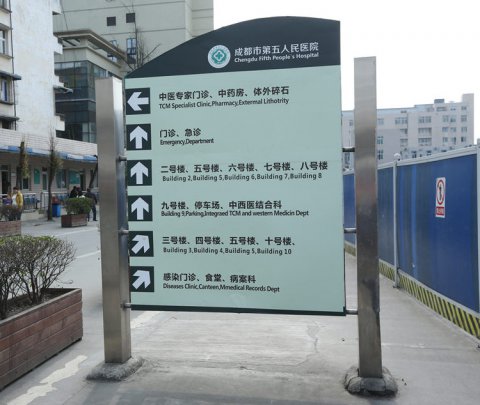 成都市第五人民医院
Chengdu Fifth People's Hospital
中医专家门诊、中药房、体外碎石
TCM Specialist Clinic,Pharmacy,Extermal Lithotrity
门诊、急诊
Emergency,Department
二号楼、五号楼、六号楼、七号楼、八号楼
Building 2,Building 5,Building 6,Building 7,Building 8
九号楼、停车场、中西医结合科
Building 9,Parking,Integraed TCM and western Medicin Dept
三号楼、四号楼、五号楼、十号楼、
Building 3,Building 4,Building 5,Building 10
感染门诊、食堂、病案科
Diseases Clinic,Canteen,Mmedical Records Dept